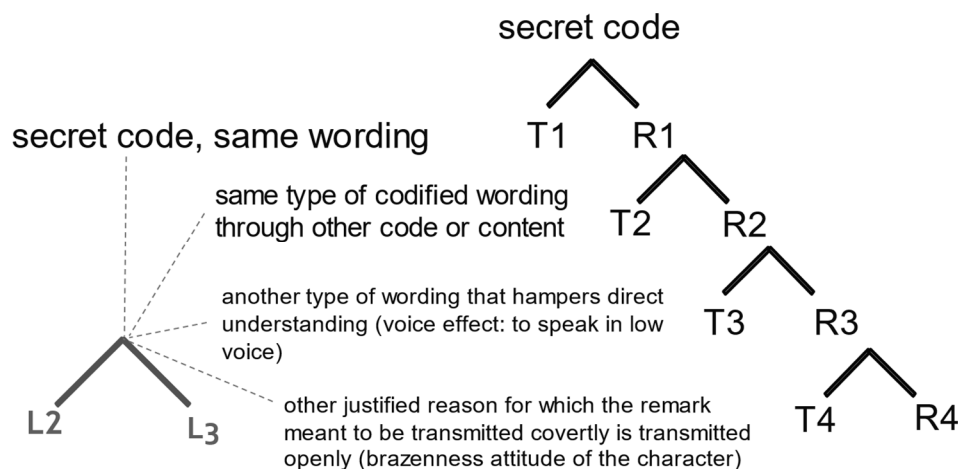 secret code
T1 R1
secret code, same wording
same type of codified wording
through other code or content
T2 R2
another type of wording that hampers direct
understanding (voice effect: to speak in low
voice)
T3 R3
L2 L3
other justified reason for which the remark
meant to be transmitted covertly is transmitted
openly (brazenness attitude of the character)
T4 R4